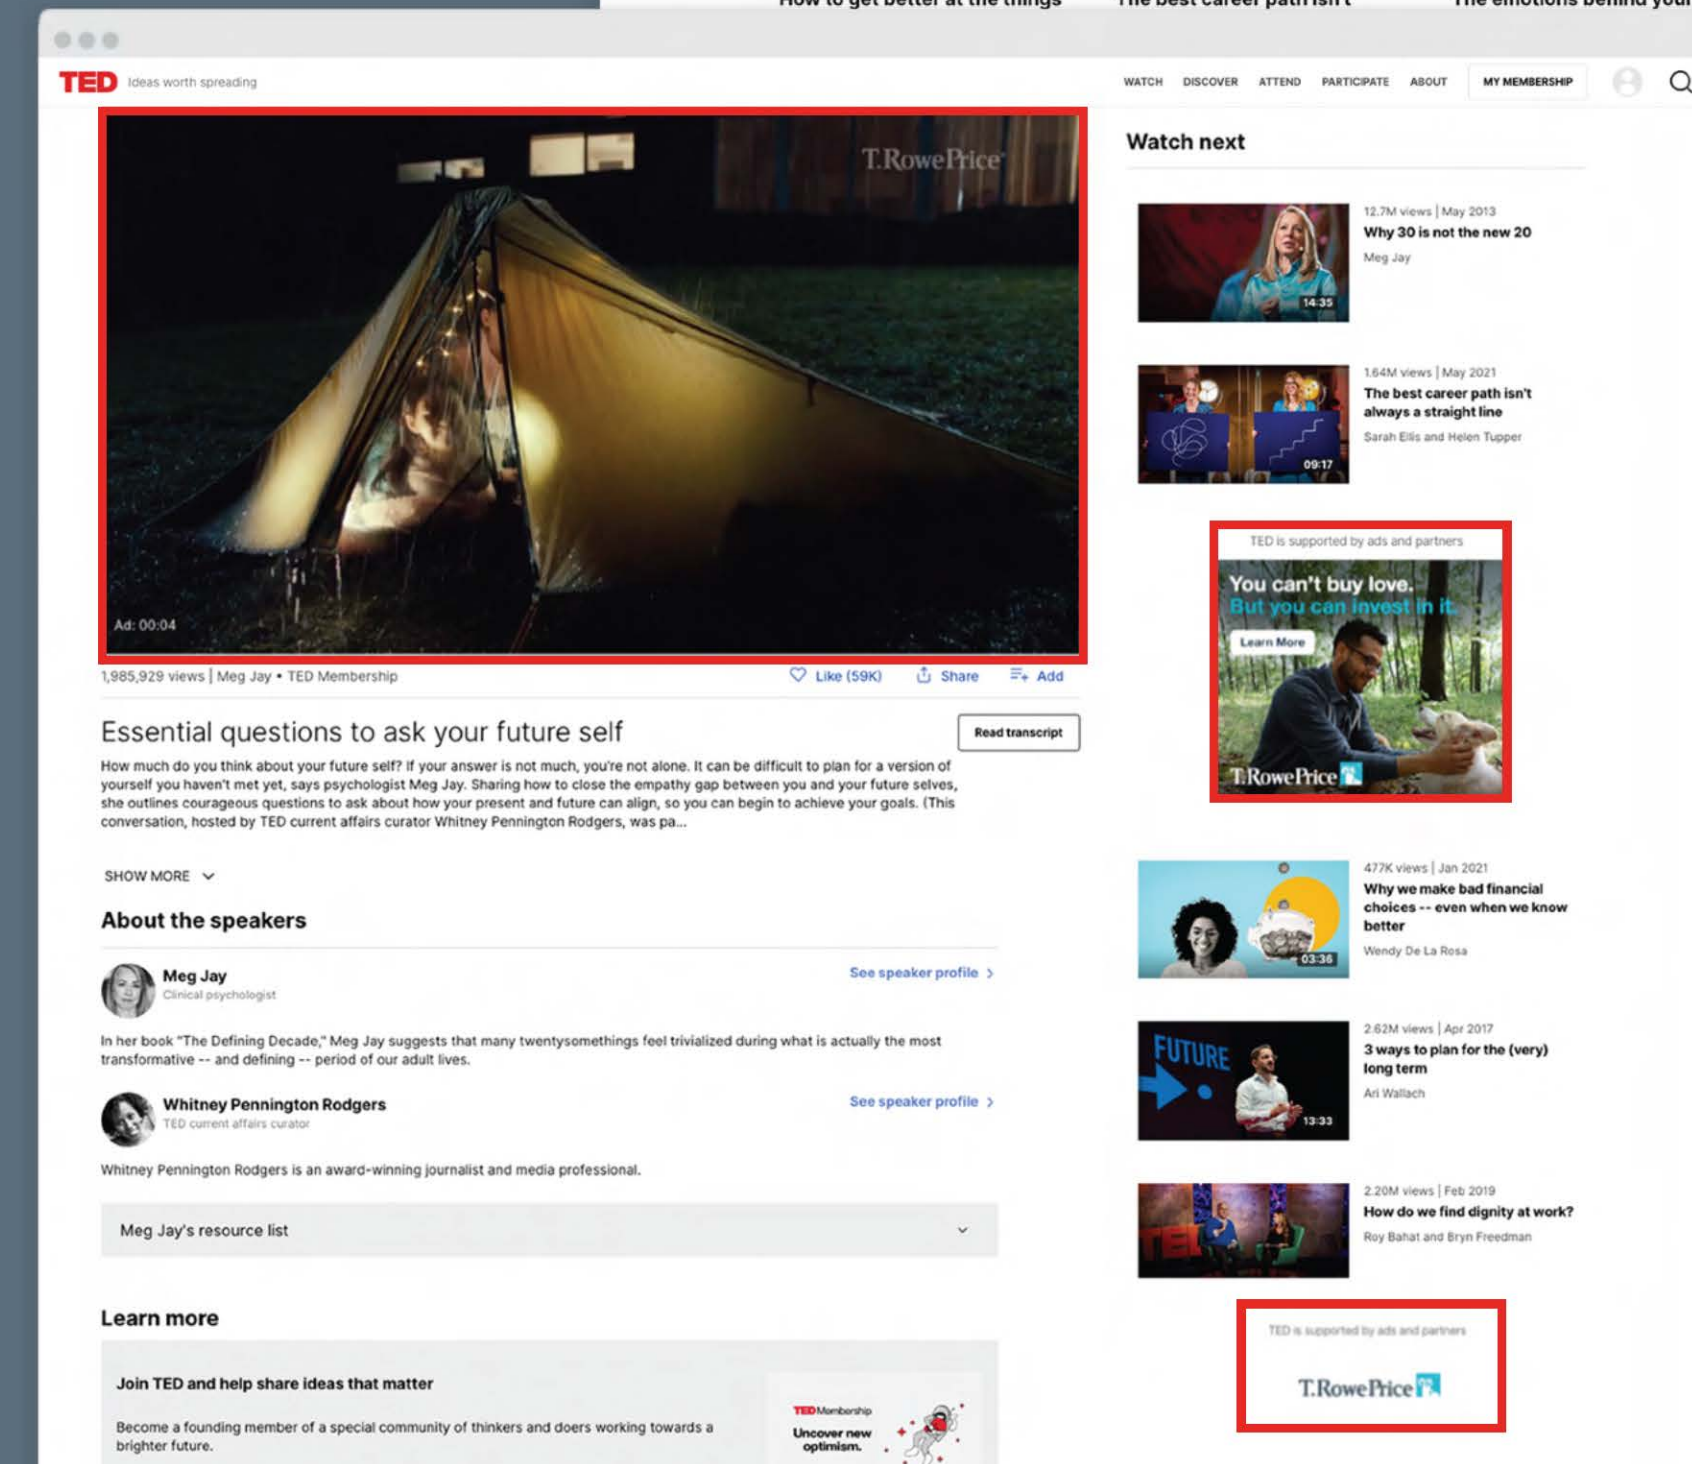 How to get better at the things
The best career path isn't
The emotions behind your
TED Ideas worth spreading
WATCH DISCOVER ATTEND PARTICIPATE ABOUT MY MEMBERSHIP
T.RowePrice
Ad: 00:04
1,985,929 views | Meg Jay • TED Membership
Like (59K) Share Add
Essential questions to ask your future self
Read transcript
How much do you think about your future self? If your answer is not much, you're not alone. It can be difficult to plan for a version of
yourself you haven't met yet, says psychologist Meg Jay. Sharing how to close the empathy gap between you and your future selves,
she outlines courageous questions to ask about how your present and future can align, so you can begin to achieve your goals. (This
conversation, hosted by TED current affairs curator Whitney Pennington Rodgers, was pa...
SHOW MORE
About the speakers
Meg Jay
Clinical psychologist
See speaker profile >
In her book "The Defining Decade," Meg Jay suggests that many twentysomethings feel trivialized during what is actually the most
transformative -- and defining -- period of our adult lives.
Whitney Pennington Rodgers
TED current affairs curator
See speaker profile >
Whitney Pennington Rodgers is an award-winning journalist and media professional.
Meg Jay's resource list
Learn more
Join TED and help share ideas that matter
Become a founding member of a special community of thinkers and doers working towards a
brighter future.
TED Membership
Uncover new
optimism.
Watch next
12.7M views | May 2013
Why 30 is not the new 20
Meg Jay
14:35
1.64M views | May 2021
The best career path isn't
always a straight line
Sarah Ellis and Helen Tupper
09:17
TED is supported by ads and partners
You can't buy love.
But you can invest in it.
Learn More
T.RowePrice
477K views | Jan 2021
Why we make bad financial
choices -- even when we know
better
Wendy De La Rosa
03:36
2.62M views | Apr 2017
3 ways to plan for the (very)
long term
Ari Wallach
FUTURE
13:33
2.20M views | Feb 2019
How do we find dignity at work?
Roy Bahat and Bryn Freedman
TED
TED is supported by ads and partners
T.RowePrice